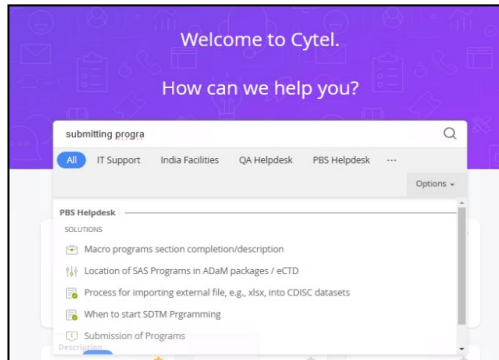 Welcome to Cytel.
How can we help you?
submitting progra
All IT Support India Facilities QA Helpdesk PBS Helpdesk ...
Options
PBS Helpdesk
SOLUTIONS
Macro programs section completion/description
Location of SAS Programs in ADaM packages / eCTD
Process for importing external file, e.g., xlsx, into CDISC datasets
When to start SDTM Prgramming
Submission of Programs
Description